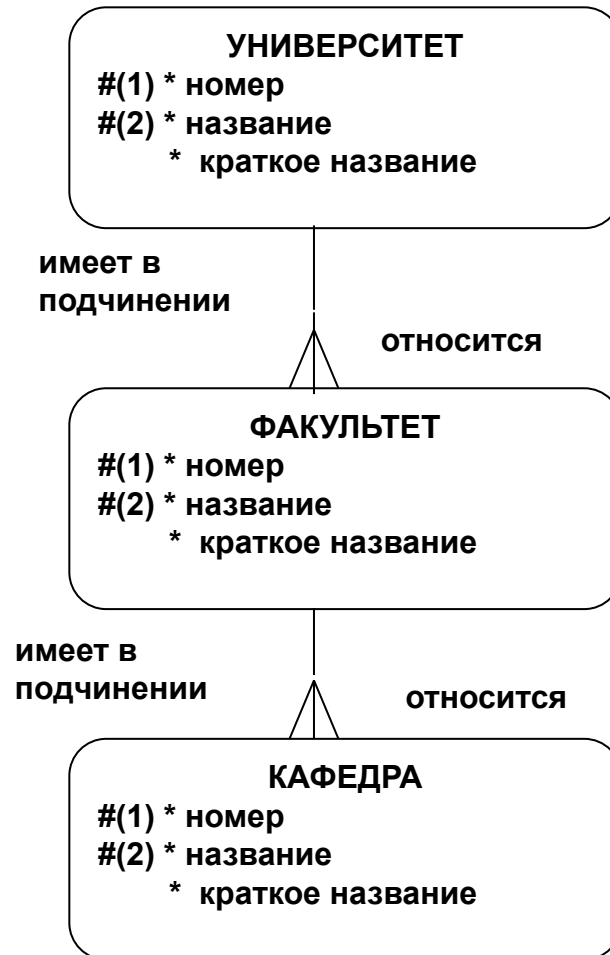 УНИВЕРСИТЕТ
#(1) * номер
#(2) * название
* краткое название
имеет в
подчинении
относится
ФАКУЛЬТЕТ
#(1) * номер
#(2) * название
* краткое название
имеет в
подчинении
относится
КАФЕДРА
#(1) * номер
#(2) * название
* краткое название